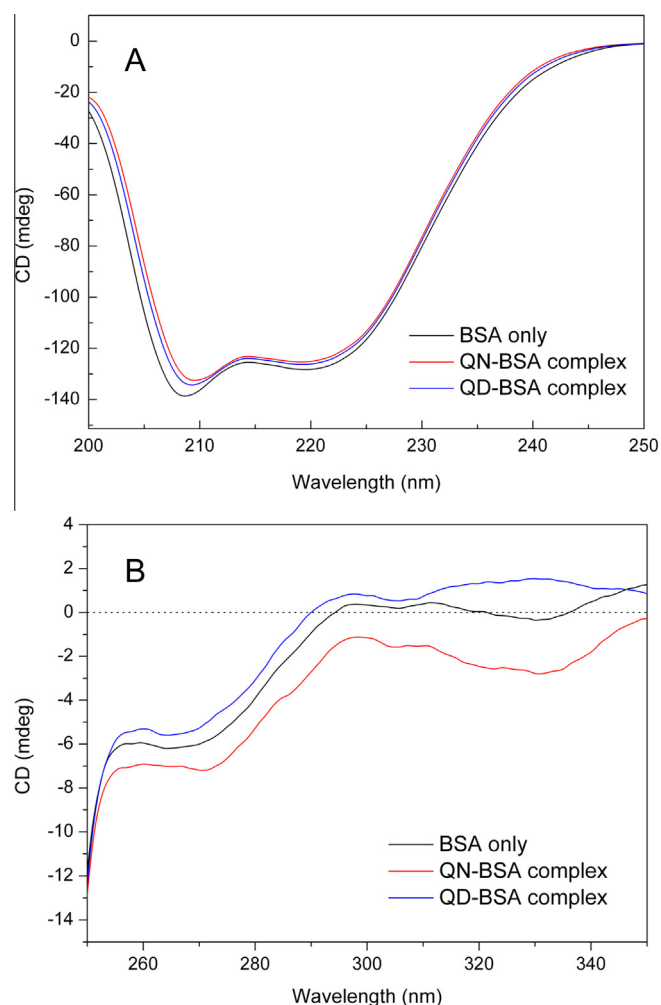 A
CD (mdeg)
0
-20
-40
-60
-80
-100
-120
-140
BSA only
QN-BSA complex
QD-BSA complex
200
210
220
230
240
250
Wavelength (nm)
B
CD (mdeg)
4
2
0
-2
-4
-6
-8
-10
-12
-14
BSA only
QN-BSA complex
QD-BSA complex
260
280
300
320
340
Wavelength (nm)